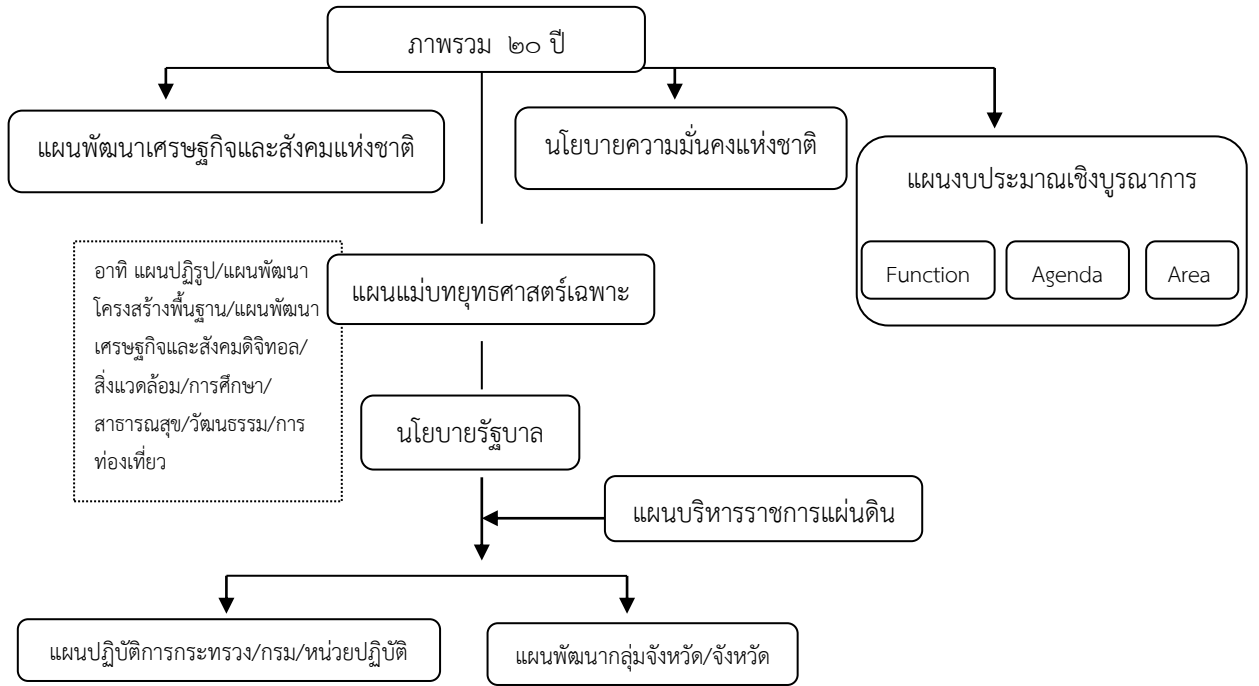 ภาพรวม ๒๐ ปี
แผนพัฒนาเศรษฐกิจและสังคมแห่งชาติ
นโยบายความมั่นคงแห่งชาติ
แผนงบประมาณเชิงบูรณาการ
Function
Agenda
Area
อาทิ แผนปฏิรูป/แผนพัฒนา
โครงสร้างพื้นฐาน/แผนพัฒนา
เศรษฐกิจและสังคมดิจิทอล/
สิ่งแวดล้อม/การศึกษา/
สาธารณสุข/วัฒนธรรม/การ
ท่องเที่ยว
แผนแม่บทยุทธศาสตร์เฉพาะ
นโยบายรัฐบาล
แผนบริหารราชการแผ่นดิน
แผนปฏิบัติการกระทรวง/กรม/หน่วยปฏิบัติ
แผนพัฒนากลุ่มจังหวัด/จังหวัด